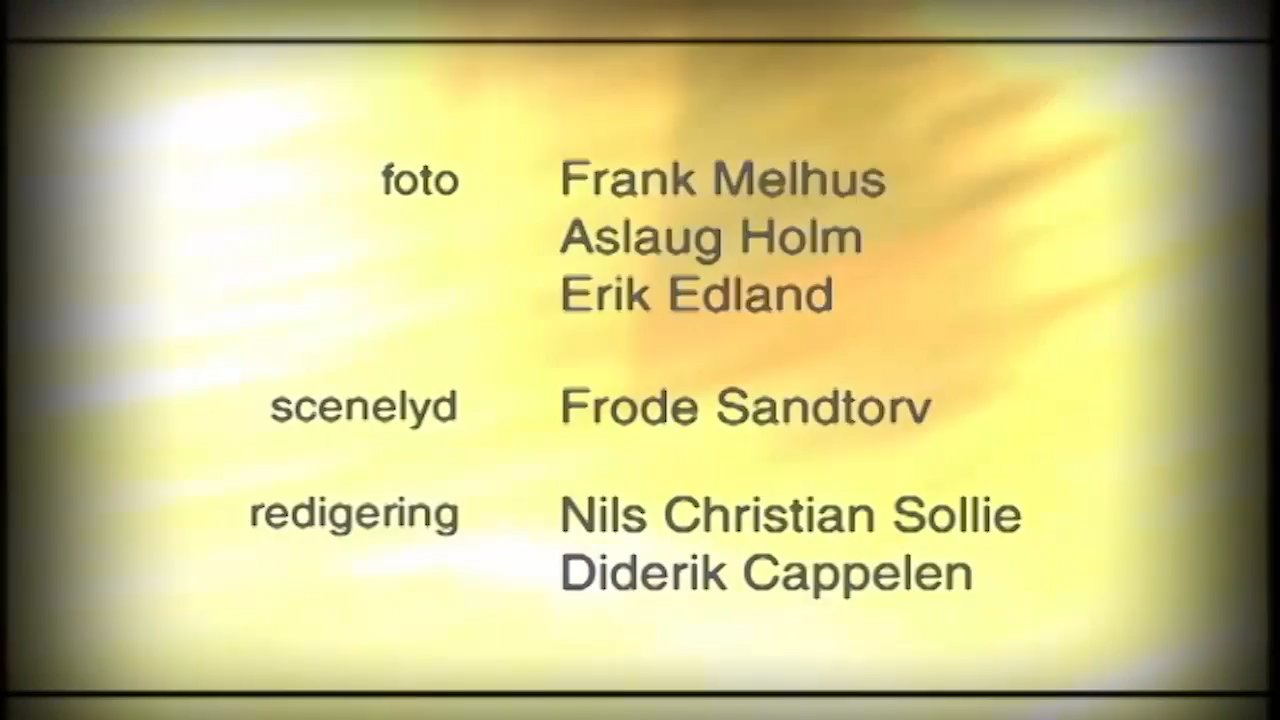 foto Frank Melhus
Aslaug Holm
Erik Edland
scenelyd Frode Sandtorv
redigering Nils Christian Sollie
Diderik Cappelen